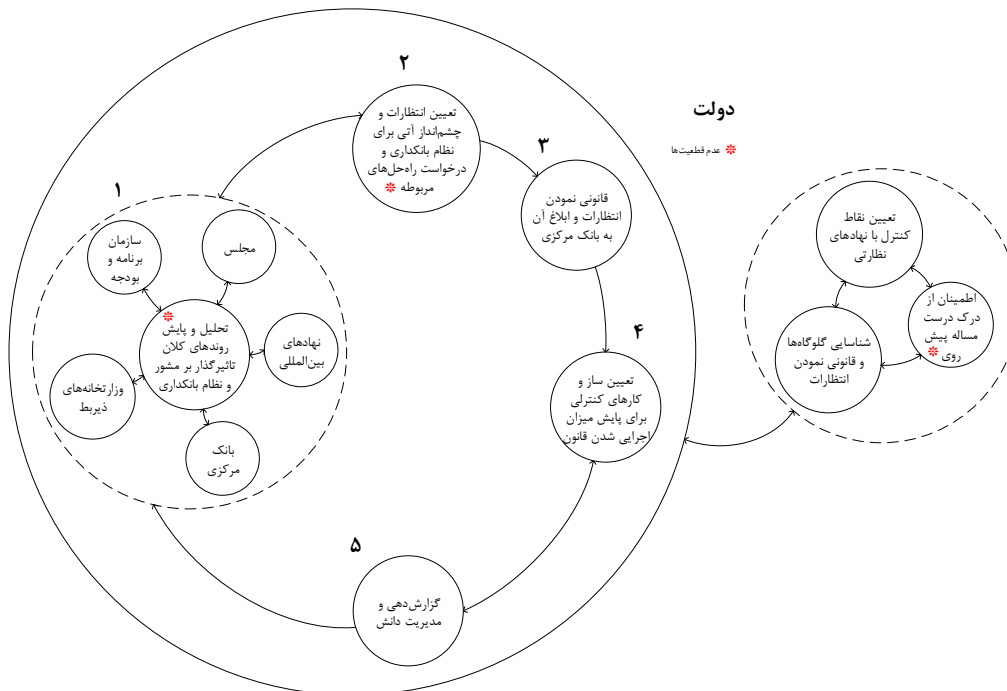 دولت
❊ عدم قطعیت‌ها
۱
سازمان
برنامه و
بودجه
مجلس
نهادهای
بین‌المللی
بانک
مرکزی
وزارتخانه‌های
ذیربط
❊
تحلیل و پایش
روندهای کلان
تاثیرگذار بر مشور
و نظام بانکداری
۲
تعیین انتظارات و
چشم‌انداز آتی برای
نظام بانکداری و
درخواست راه‌حل‌های
مربوطه ❊
۳
قانونی نمودن
انتظارات و ابلاغ آن
به بانک مرکزی
۴
تعیین ساز و
کارهای کنترلی
برای پایش میزان
اجرایی شدن قانون
۵
گزارش‌دهی و
مدیریت دانش
تعیین نقاط
کنترل با نهادهای
نظارتی
اطمینان از
درک درست
مساله پیش
روی ❊
شناسایی گلوگاه‌ها
و قانونی نمودن
انتظارات